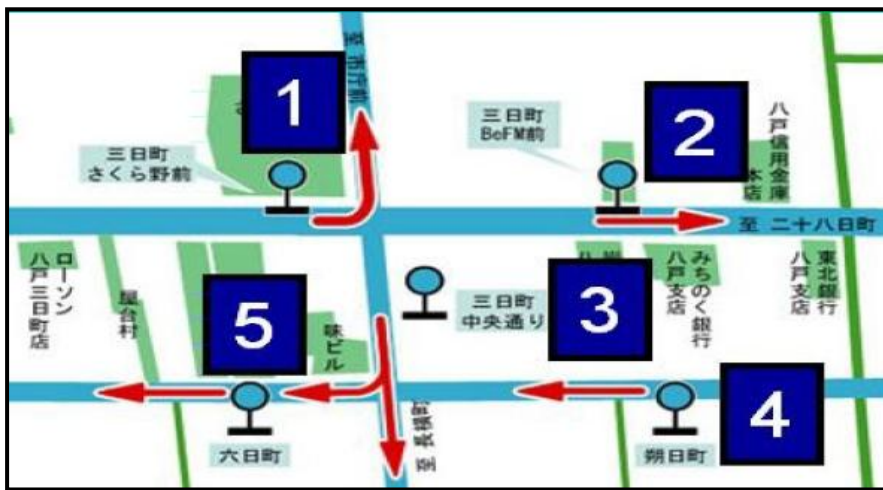 1
至 市庁前
三日町
さくら野前
三日町
BeFM前
2
八戸信用金庫
本店
至 二十八日町
ローソン
八戸三日町店
屋台村
5
味ビル
三日町
中央通り
3
みちのく銀行
八戸支店
東北銀行
八戸支店
六日町
至 長横町
朔日町
4